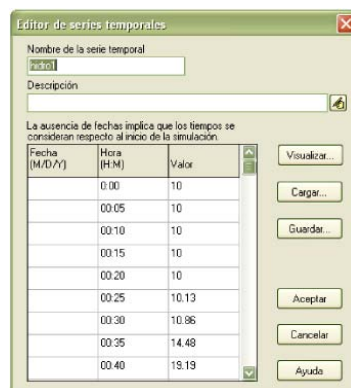 Editor de series temporales
Nombre de la serie temporal
hidro1
Descripción
La ausencia de fechas implica que los tiempos se
consideran respecto al inicio de la simulación.
Fecha (M/D/Y) Hora (H:M) Valor
0:00 10
00:05 10
00:10 10
00:15 10
00:20 10
00:25 10.13
00:30 10.86
00:35 14.48
00:40 19.19
Visualizar...
Cargar...
Guardar...
Aceptar
Cancelar
Ayuda